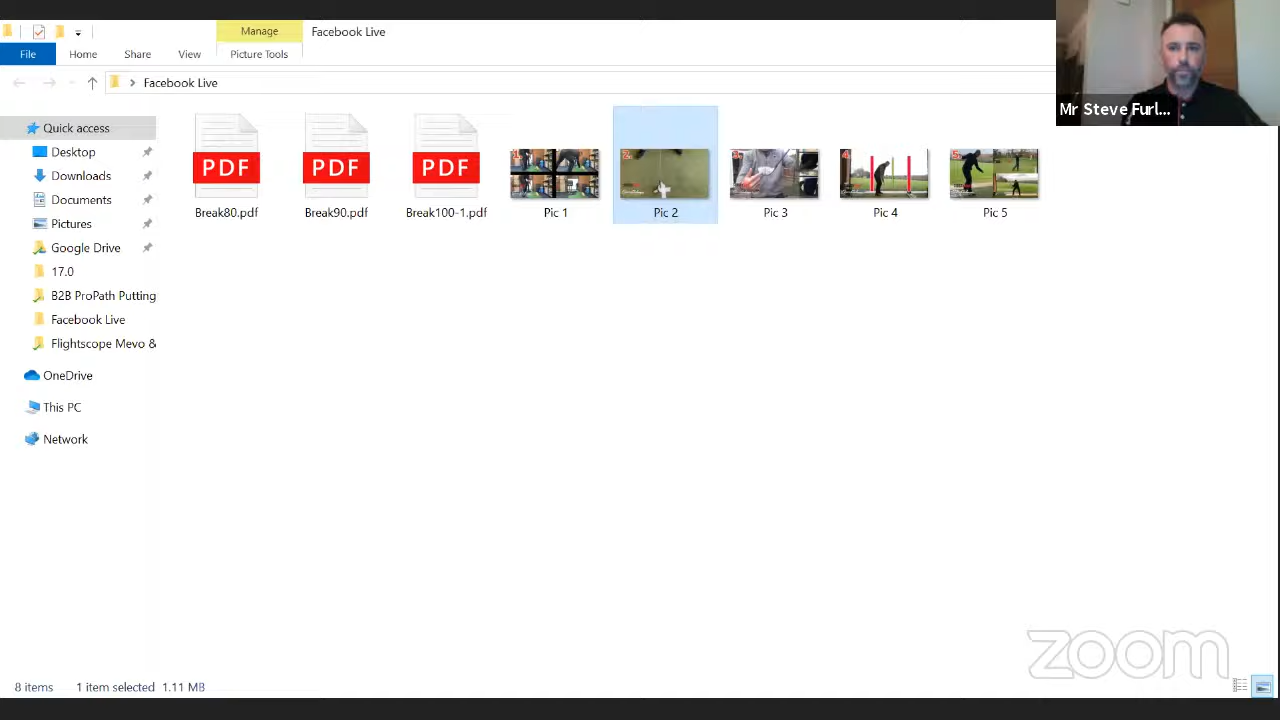 Manage
Facebook Live
File
Home
Share
View
Picture Tools
Facebook Live
Mr Steve Furl...
Quick access
Desktop
Downloads
Documents
Pictures
Google Drive
17.0
B2B ProPath Putting
Facebook Live
Flightscope Mevo &
OneDrive
This PC
Network
PDF
PDF
PDF
Break80.pdf
Break90.pdf
Break100-1.pdf
Pic 1
Pic 2
Pic 3
Pic 4
Pic 5
zoom
8 items
1 item selected 1.11 MB